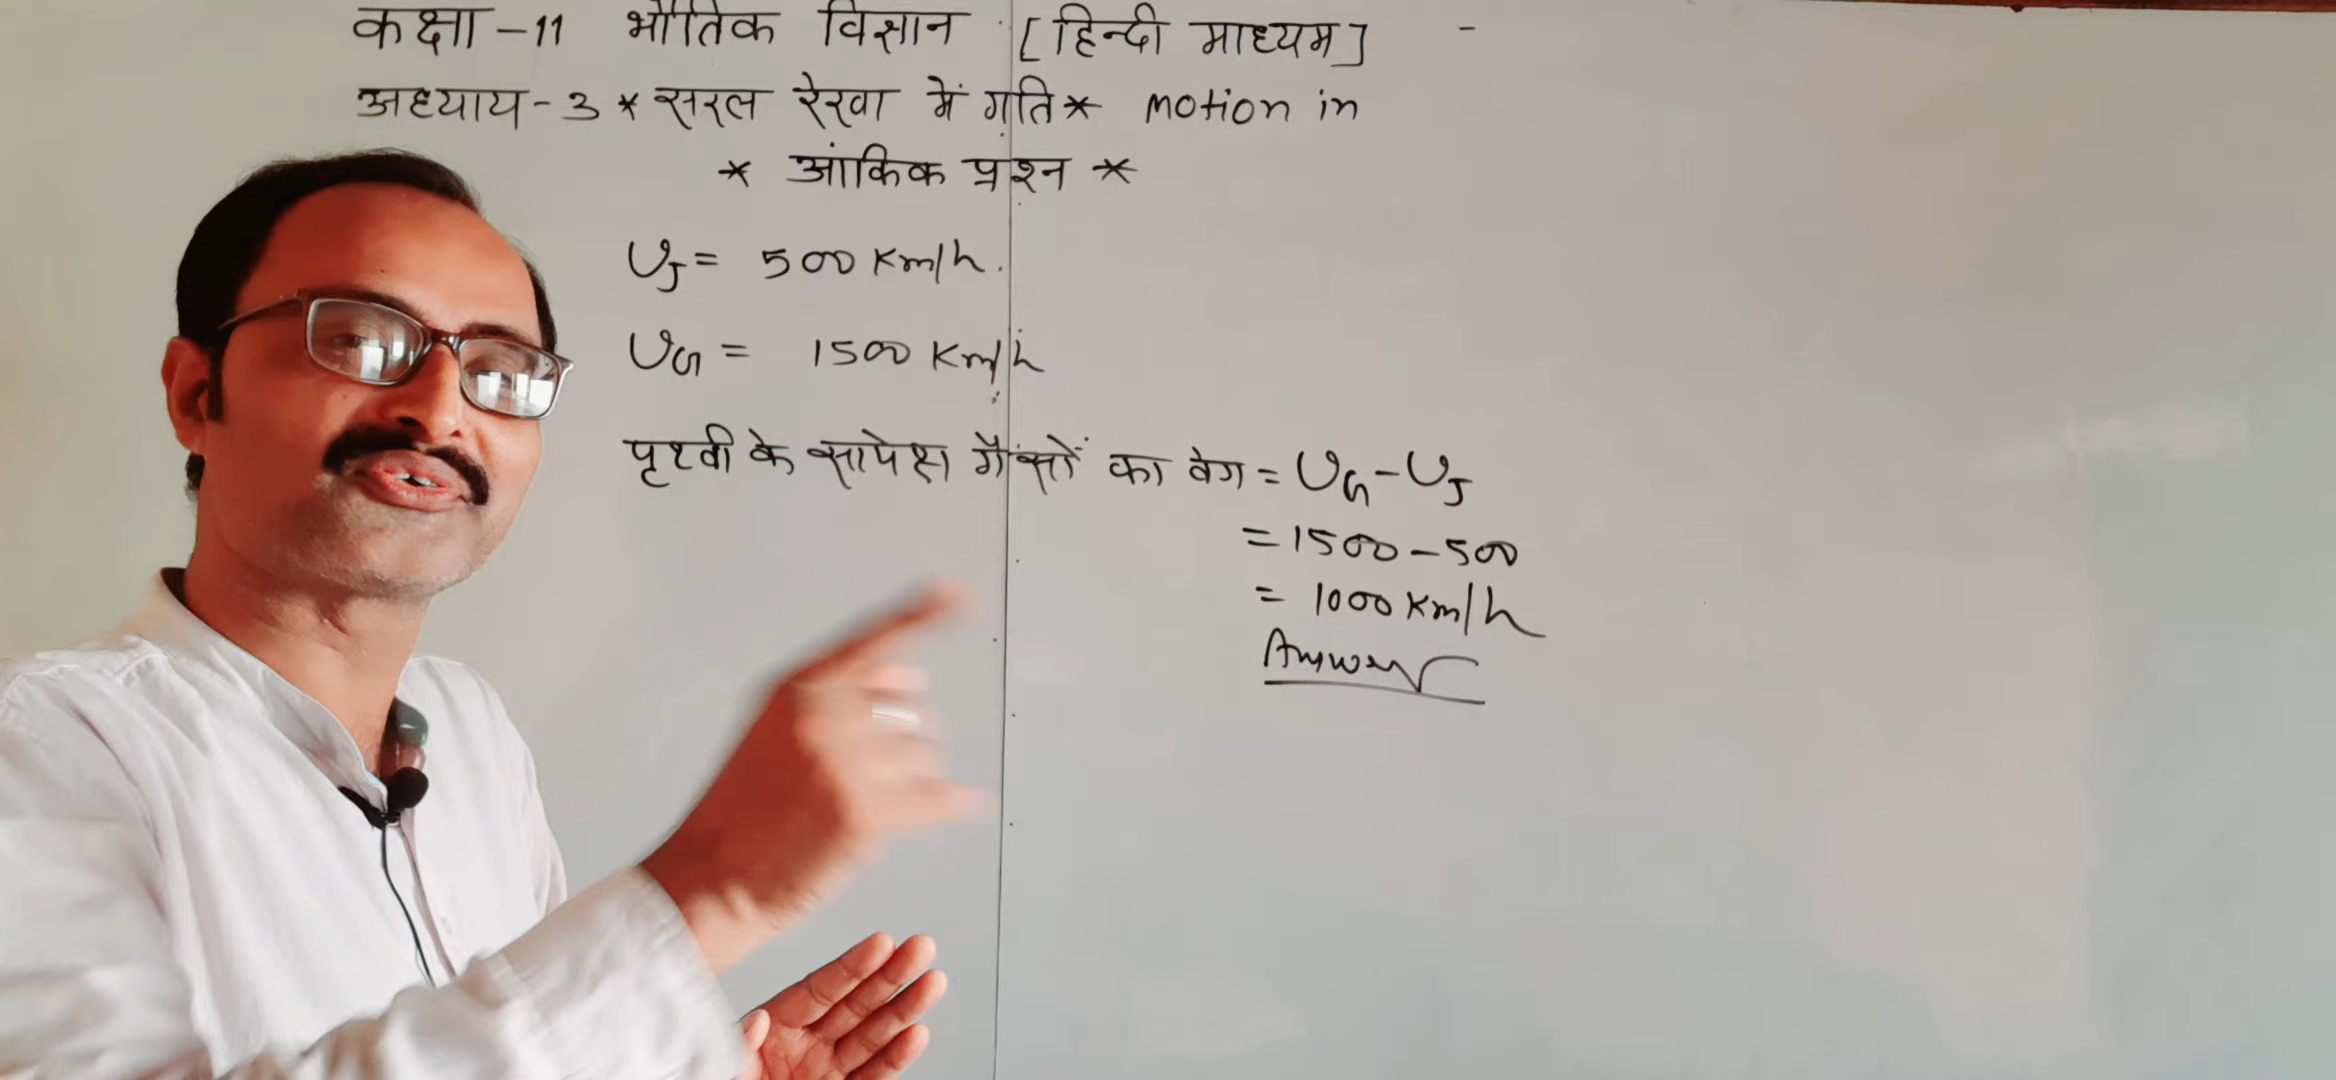 कक्षा -11 भौतिक विज्ञान [हिन्दी माध्यम] -
अध्याय - 3 * सरल रेखा में गति * motion in
* आंकिक प्रश्न *
VJ = 500 Km/h.
VG = 1500 Km/h
पृथ्वी के सापेक्ष गैसों का वेग = VG - VJ
= 1500 - 500
= 1000 Km/h
Answer